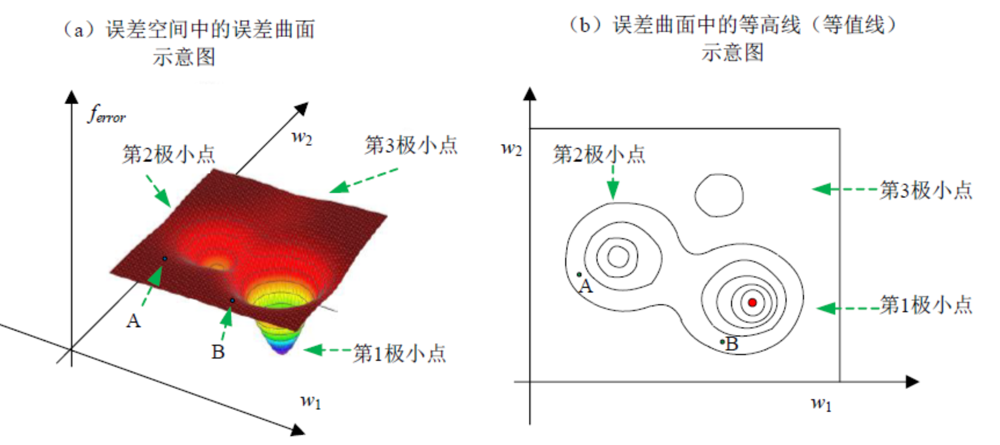 （a）误差空间中的误差曲面
示意图
ferror
w2
第2极小点
第3极小点
A
B
第1极小点
w1
（b）误差曲面中的等高线（等值线）
示意图
w2
第2极小点
第3极小点
A
第1极小点
B
w1